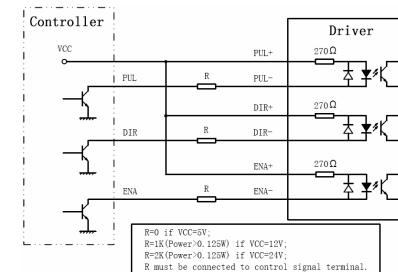 Controller
Driver
VCC
PUL+
270Ω
PUL
R
PUL-
DIR+
270Ω
DIR
R
DIR-
ENA+
270Ω
ENA
R
ENA-
R=0 if VCC=5V;
R=1K(Power>0.125W) if VCC=12V;
R=2K(Power>0.125W) if VCC=24V;
R must be connected to control signal terminal.